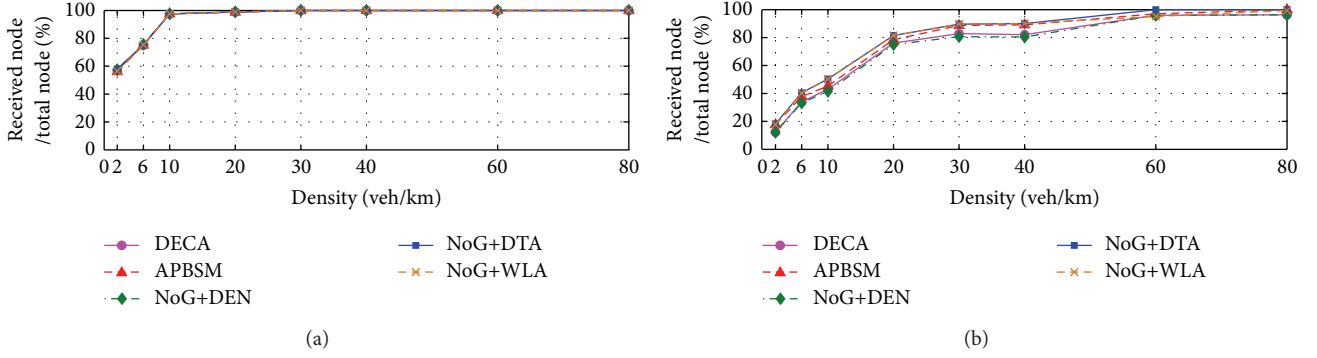 Received node
/total node (%)
100
80
60
40
20
0
0 2 6 10 20 30 40 60 80
Density (veh/km)
DECA
APBSM
NoG+DEN
NoG+DTA
NoG+WLA
(a)
Received node
/total node (%)
100
80
60
40
20
0
0 2 6 10 20 30 40 60 80
Density (veh/km)
DECA
APBSM
NoG+DEN
NoG+DTA
NoG+WLA
(b)